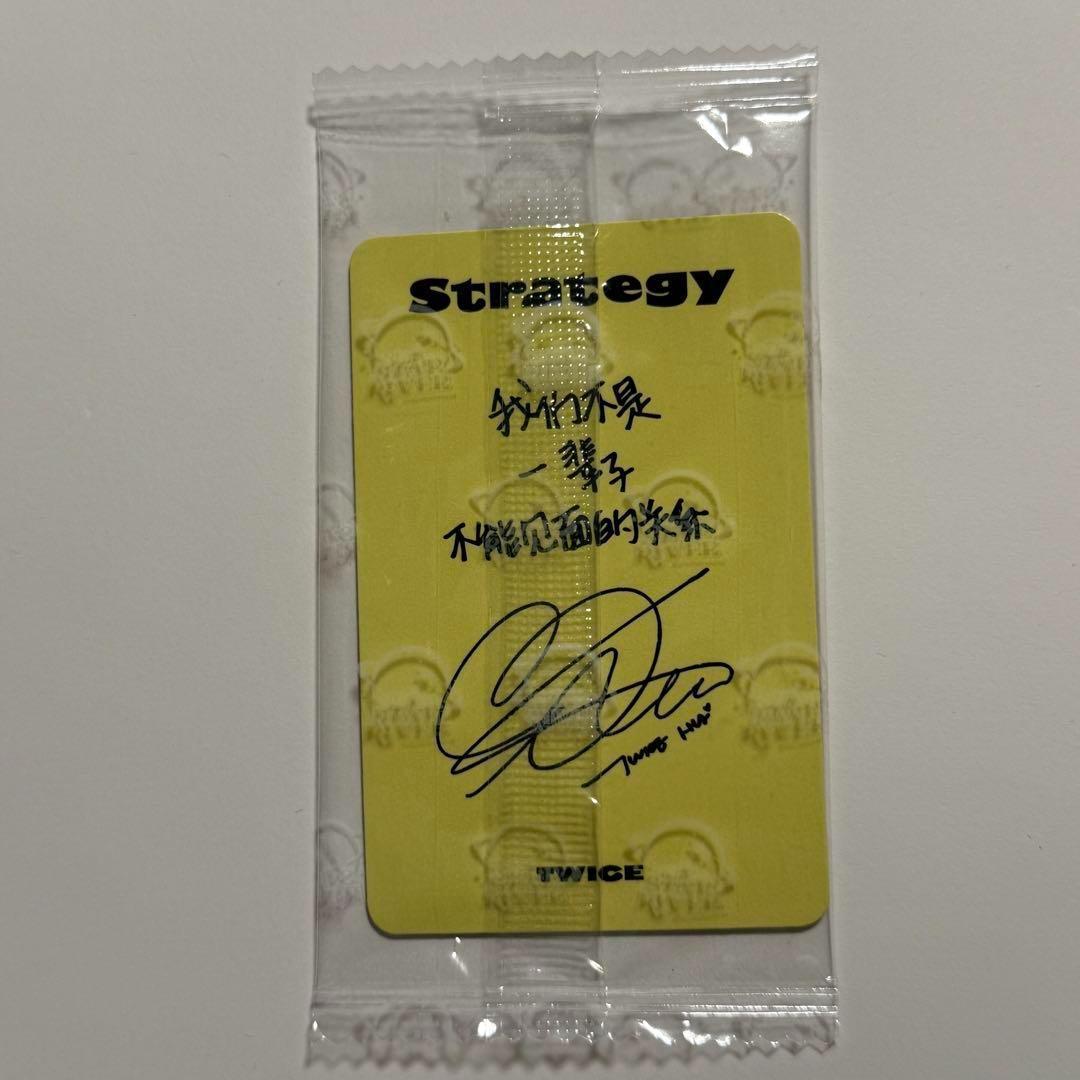 Strategy
我们不是
一辈子
不能见面的关系
TWICE